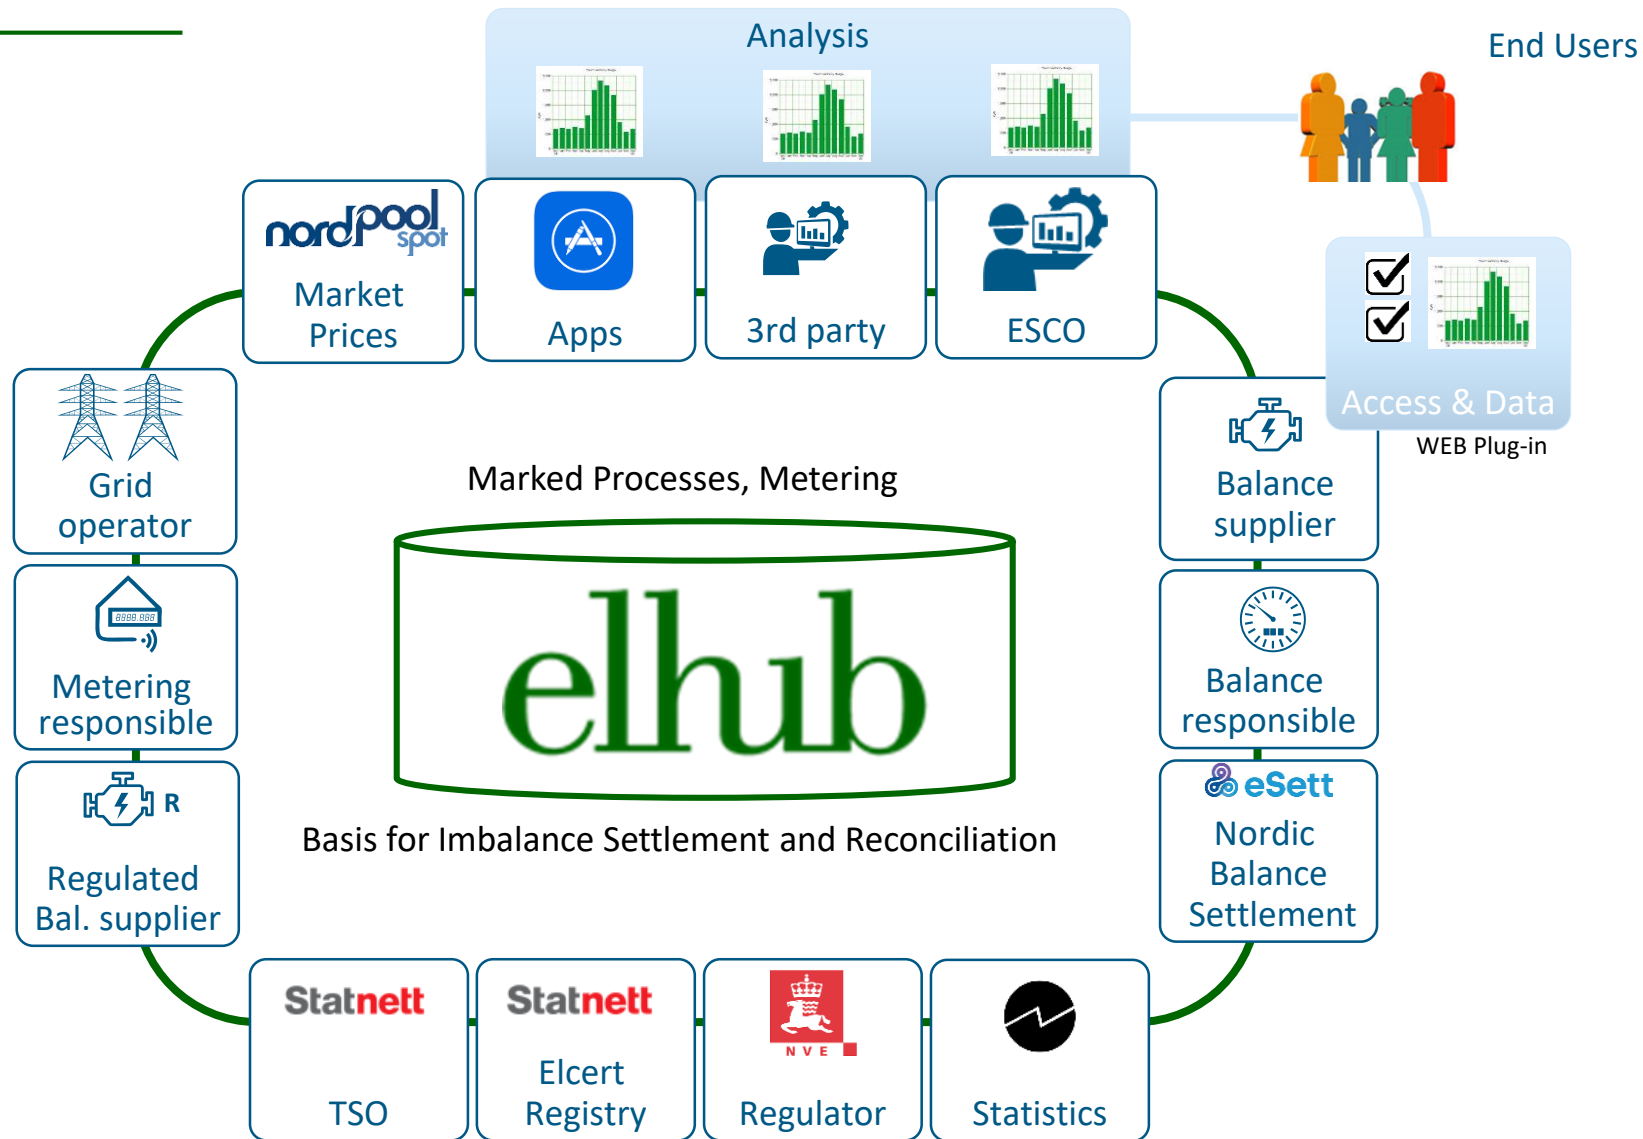 Analysis
End Users
nordpool
spot
Market
Prices
Apps
3rd party
ESCO
Access & Data
WEB Plug-in
Grid
operator
Marked Processes, Metering
Balance
supplier
elhub
8888.888
Metering
responsible
Balance
responsible
R
Regulated
Bal. supplier
Basis for Imbalance Settlement and Reconciliation
eSett
Nordic
Balance
Settlement
Statnett
TSO
Statnett
Elcert
Registry
NVE
Regulator
Statistics